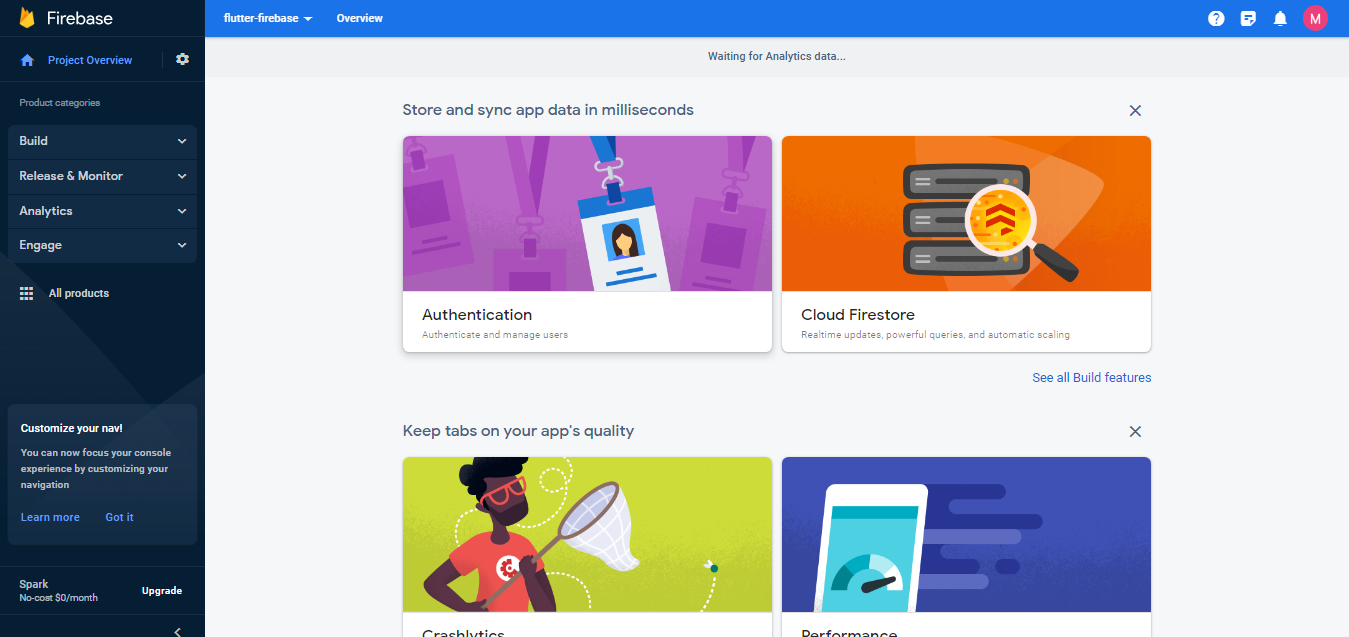 Firebase
flutter-firebase
Overview
M
Project Overview
Product categories
Build
Release & Monitor
Analytics
Engage
All products
Customize your nav!
You can now focus your console
experience by customizing your
navigation
Learn more
Got it
Spark
No-cost $0/month
Upgrade
Waiting for Analytics data...
Store and sync app data in milliseconds
Authentication
Authenticate and manage users
Cloud Firestore
Realtime updates, powerful queries, and automatic scaling
See all Build features
Keep tabs on your app's quality
Crashlytics
Performance